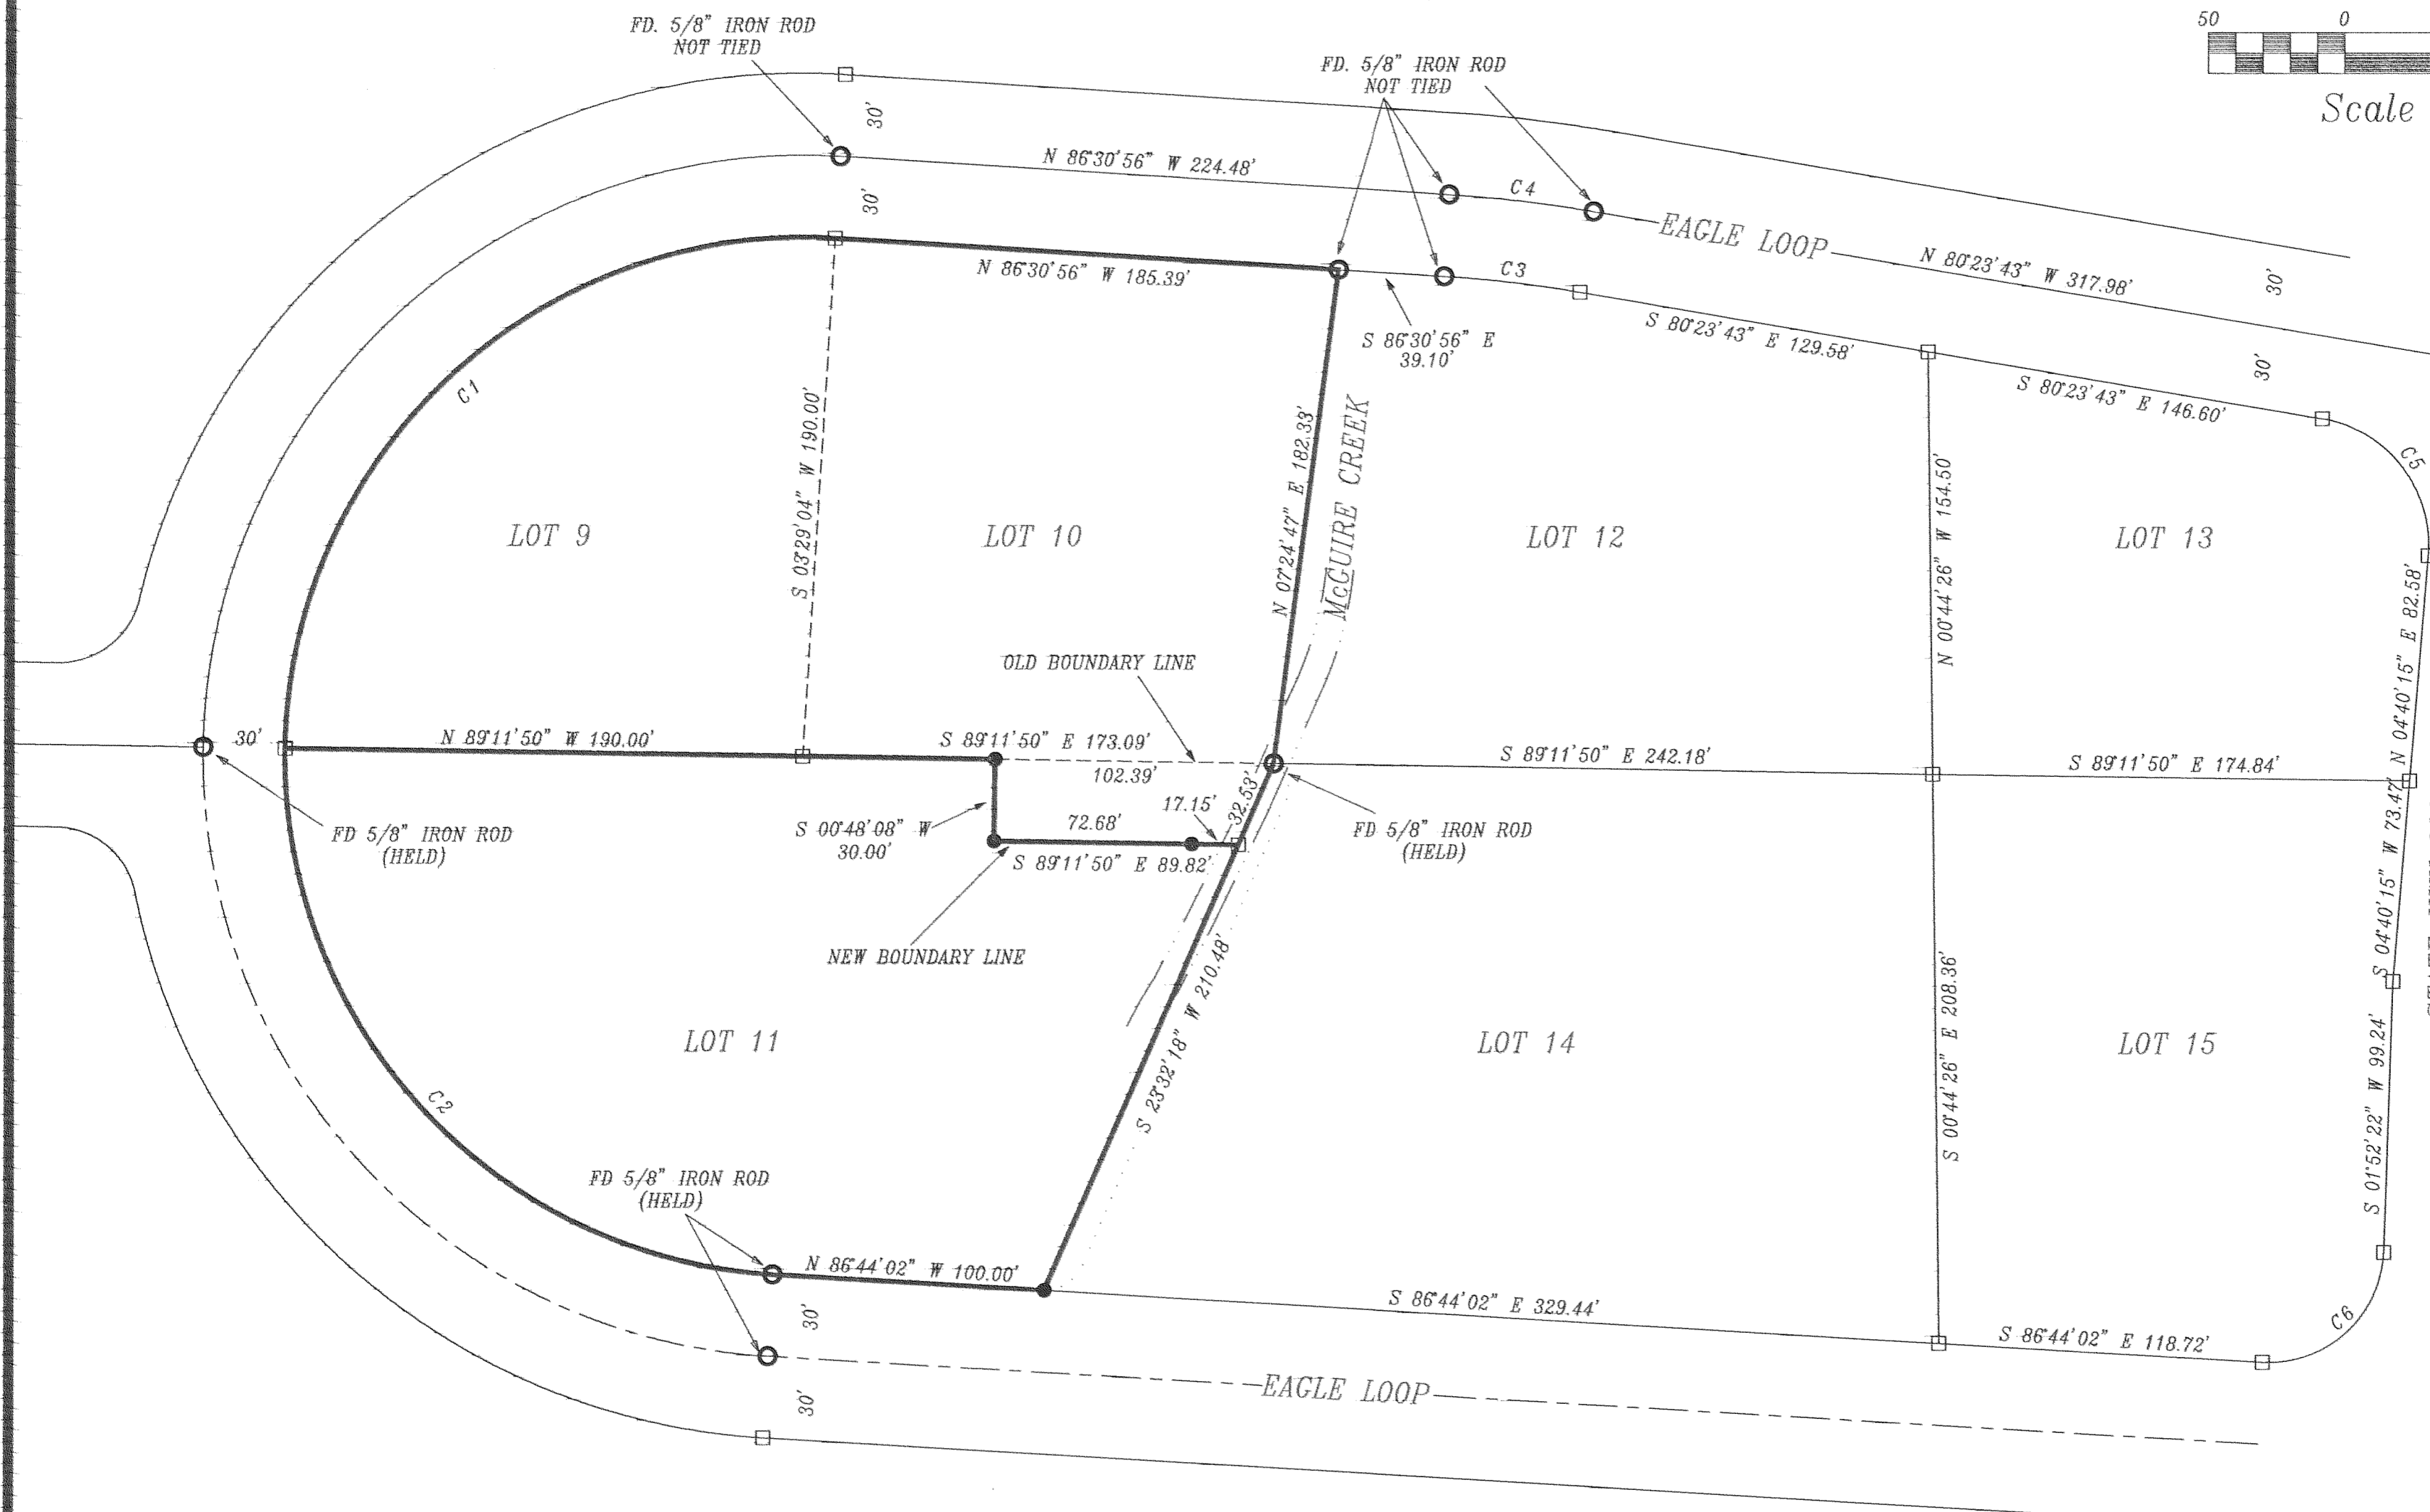 50 0
Scale
FD. 5/8" IRON ROD
NOT TIED
FD. 5/8" IRON ROD
NOT TIED
30'
30'
N 86°30'56" W 224.48'
C4
EAGLE LOOP
N 80°23'43" W 317.98'
30'
30'
N 86°30'56" W 185.39'
C3
S 86°30'56" E
39.10'
S 80°23'43" E 129.58'
S 80°23'43" E 146.60'
C1
C5
S 03°29'04" W 190.00'
N 07°24'47" E 182.33'
McGUIRE CREEK
N 00°44'26" W 154.50'
N 04°40'15" E 82.58'
LOT 9
LOT 10
LOT 12
LOT 13
OLD BOUNDARY LINE
30'
N 89°11'50" W 190.00'
S 89°11'50" E 173.09'
102.39'
S 89°11'50" E 242.18'
S 89°11'50" E 174.84'
17.15'
32.53'
72.68'
S 00°48'08" W
30.00'
S 89°11'50" E 89.82'
FD 5/8" IRON ROD
(HELD)
FD 5/8" IRON ROD
(HELD)
NEW BOUNDARY LINE
S 04°40'15" W 73.47'
LOT 11
LOT 14
LOT 15
S 23°32'18" W 210.48'
S 00°44'26" E 208.36'
S 01°52'22" W 99.24'
C2
FD 5/8" IRON ROD
(HELD)
N 86°44'02" W 100.00'
S 86°44'02" E 329.44'
S 86°44'02" E 118.72'
C6
30'
30'
EAGLE LOOP